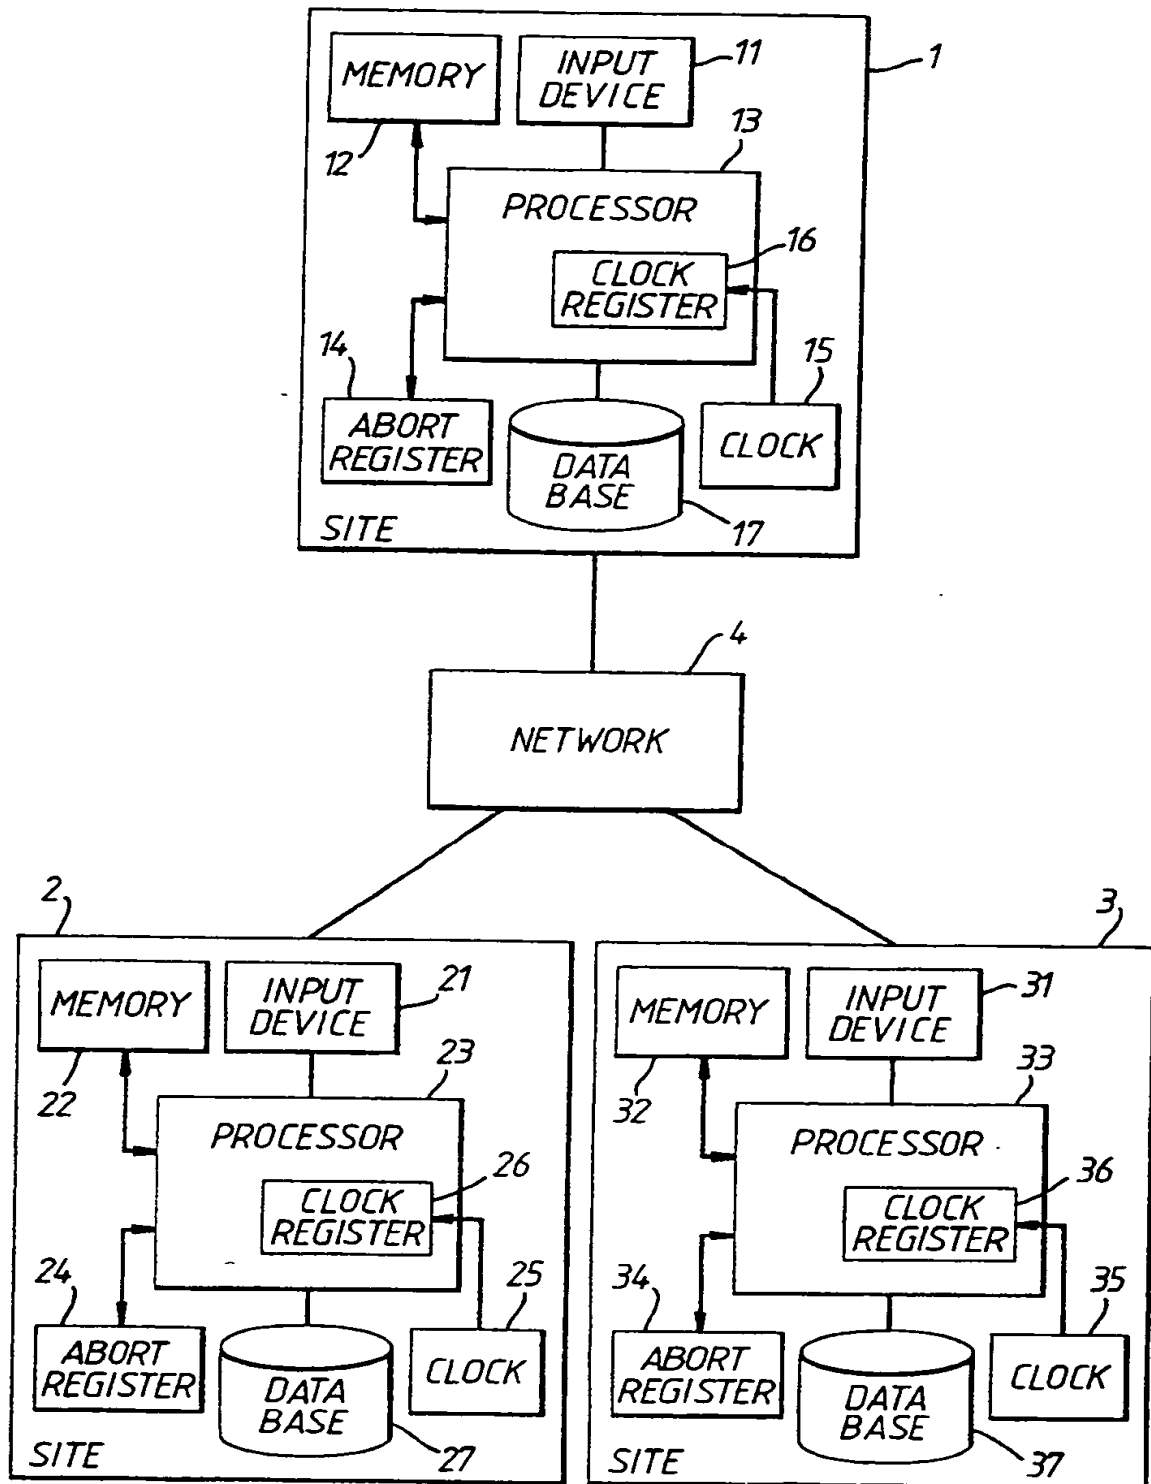 1
MEMORY
INPUT
DEVICE
11
12
13
PROCESSOR
16
CLOCK
REGISTER
14
15
ABORT
REGISTER
DATA
BASE
CLOCK
17
SITE
4
NETWORK
2
MEMORY
INPUT
DEVICE
21
22
23
PROCESSOR
26
CLOCK
REGISTER
24
25
ABORT
REGISTER
DATA
BASE
CLOCK
27
SITE
3
MEMORY
INPUT
DEVICE
31
32
33
PROCESSOR
36
CLOCK
REGISTER
34
35
ABORT
REGISTER
DATA
BASE
CLOCK
37
SITE